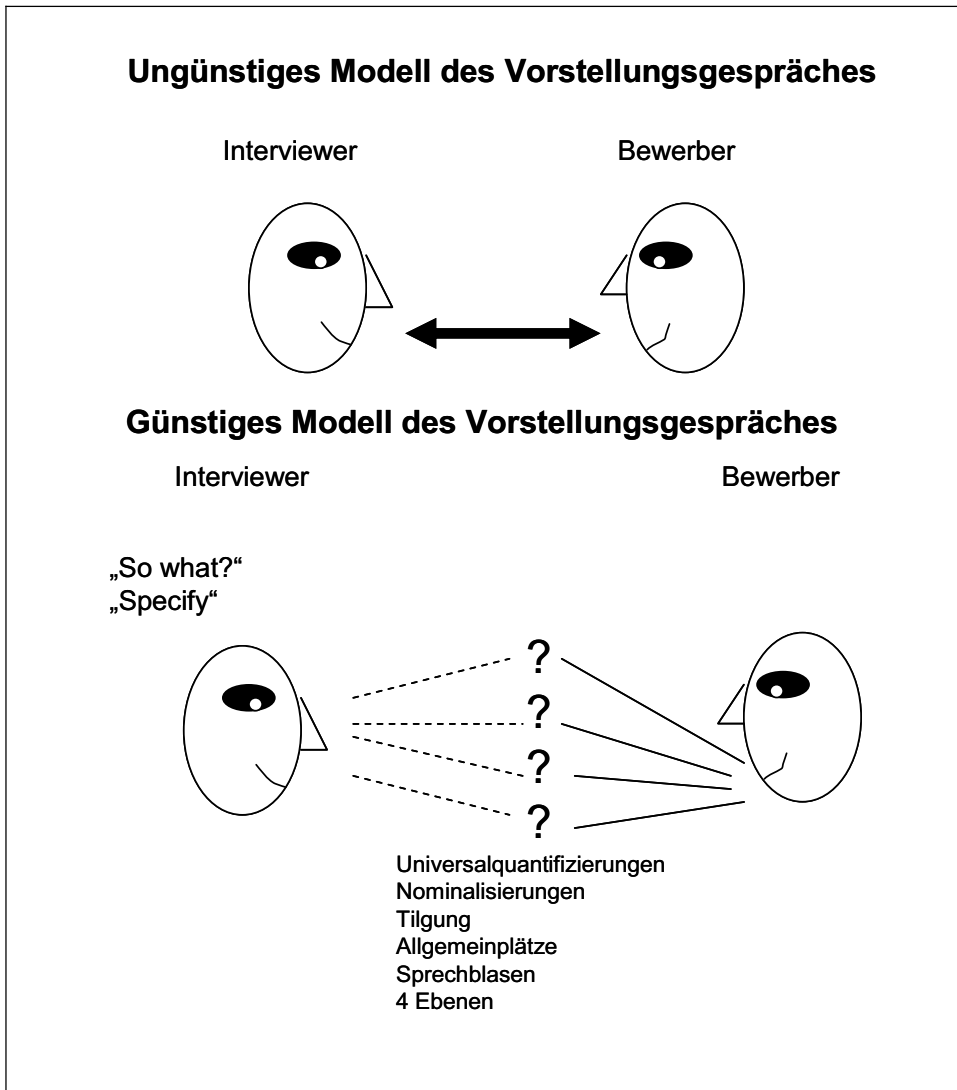 Ungünstiges Modell des Vorstellungsgespräches
Interviewer Bewerber
Günstiges Modell des Vorstellungsgespräches
Interviewer Bewerber
„So what?“
„Specify“
?
?
?
?
Universalquantifizierungen
Nominalisierungen
Tilgung
Allgemeinplätze
Sprechblasen
4 Ebenen